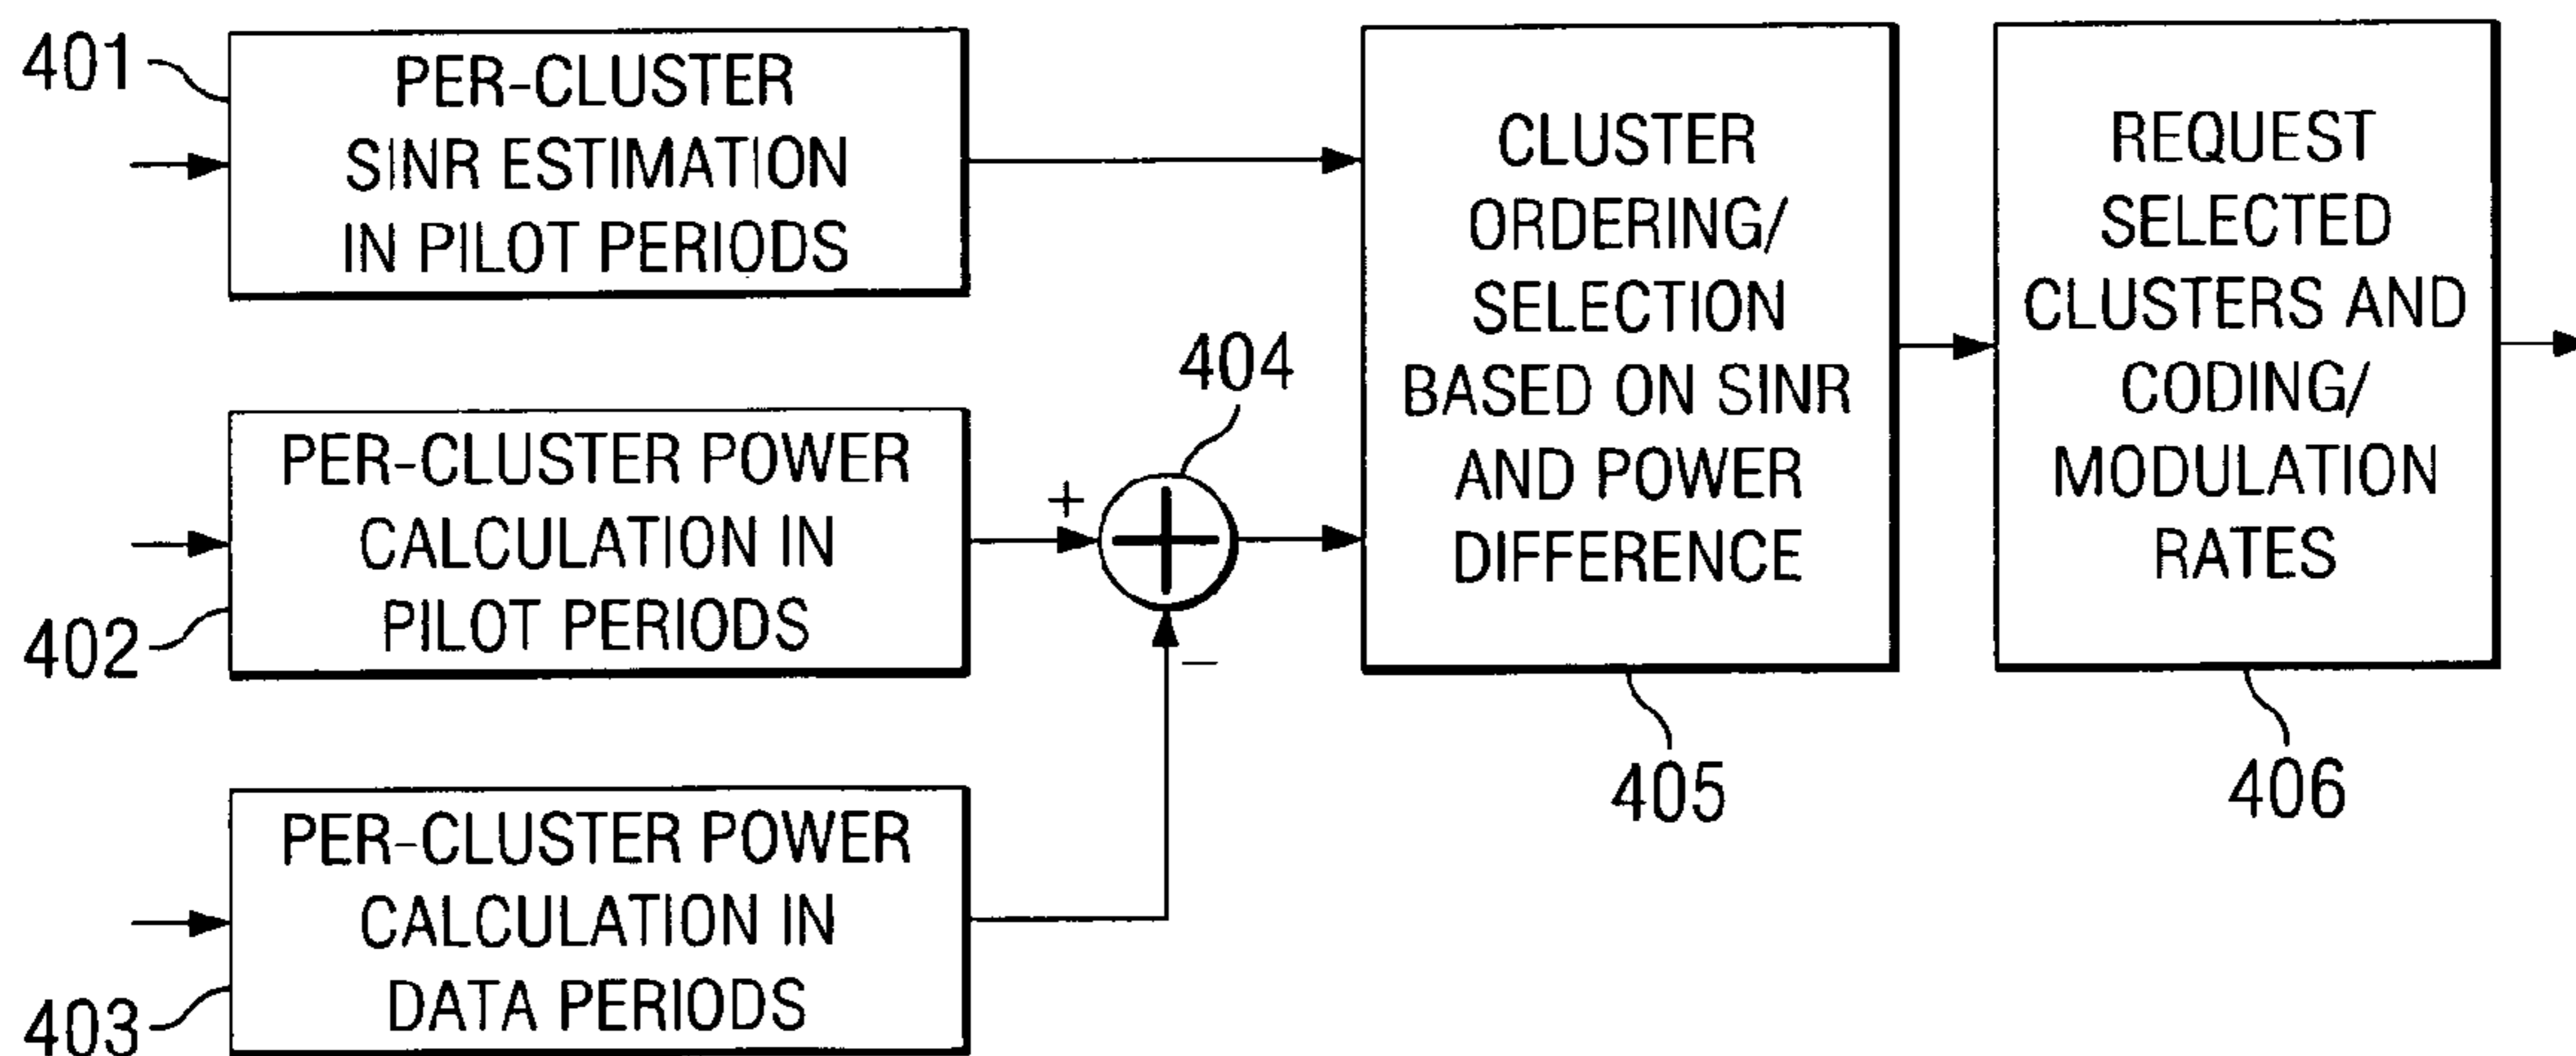 401
PER-CLUSTER
SINR ESTIMATION
IN PILOT PERIODS
402
PER-CLUSTER POWER
CALCULATION IN
PILOT PERIODS
403
PER-CLUSTER POWER
CALCULATION IN
DATA PERIODS
404
+
−
CLUSTER
ORDERING/
SELECTION
BASED ON SINR
AND POWER
DIFFERENCE
405
REQUEST
SELECTED
CLUSTERS AND
CODING/
MODULATION
RATES
406